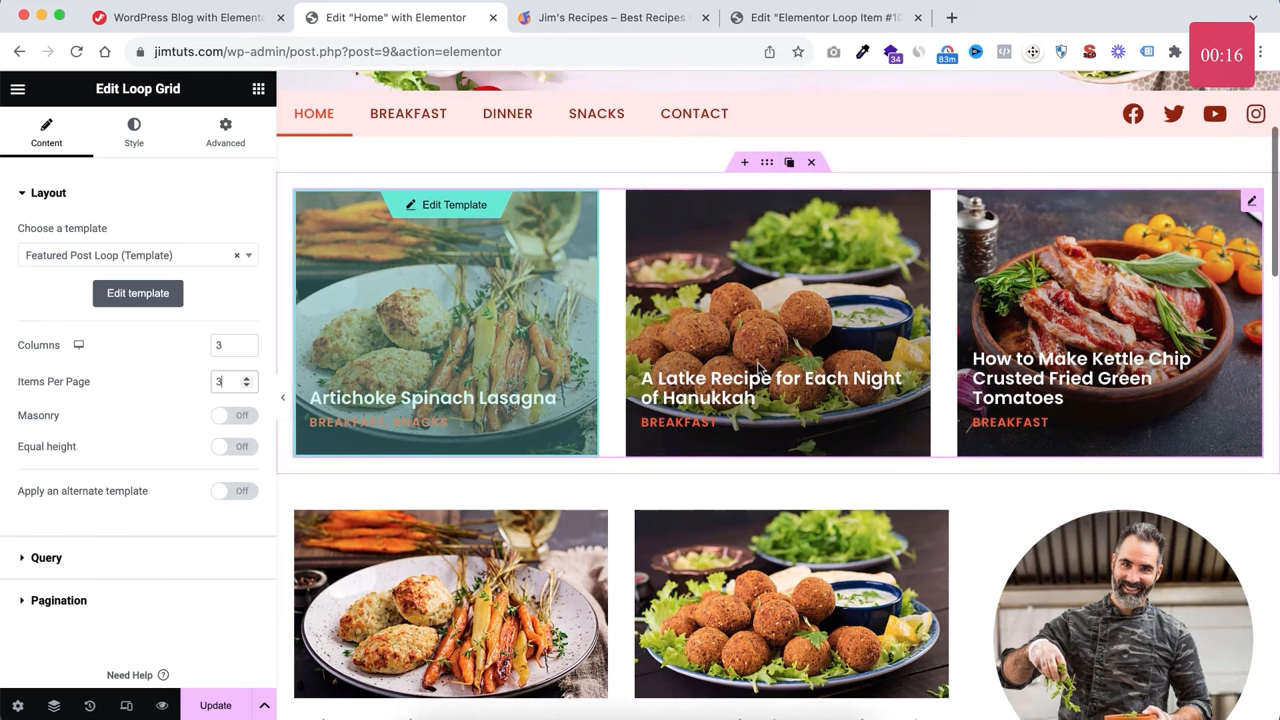 WordPress Blog with Elemento
Edit "Home" with Elementor
Jim's Recipes – Best Recipes f
Edit "Elementor Loop Item #10
jimtuts.com/wp-admin/post.php?post=9&action=elementor
34
83m
00:16
Edit Loop Grid
Content
Style
Advanced
Layout
Choose a template
Featured Post Loop (Template)
Edit template
Columns
3
Items Per Page
3
Masonry
Off
Equal height
Off
Apply an alternate template
Off
Query
Pagination
Need Help
Update
HOME
BREAKFAST
DINNER
SNACKS
CONTACT
Edit Template
Artichoke Spinach Lasagna
BREAKFAST, SNACKS
A Latke Recipe for Each Night
of Hanukkah
BREAKFAST
How to Make Kettle Chip
Crusted Fried Green
Tomatoes
BREAKFAST